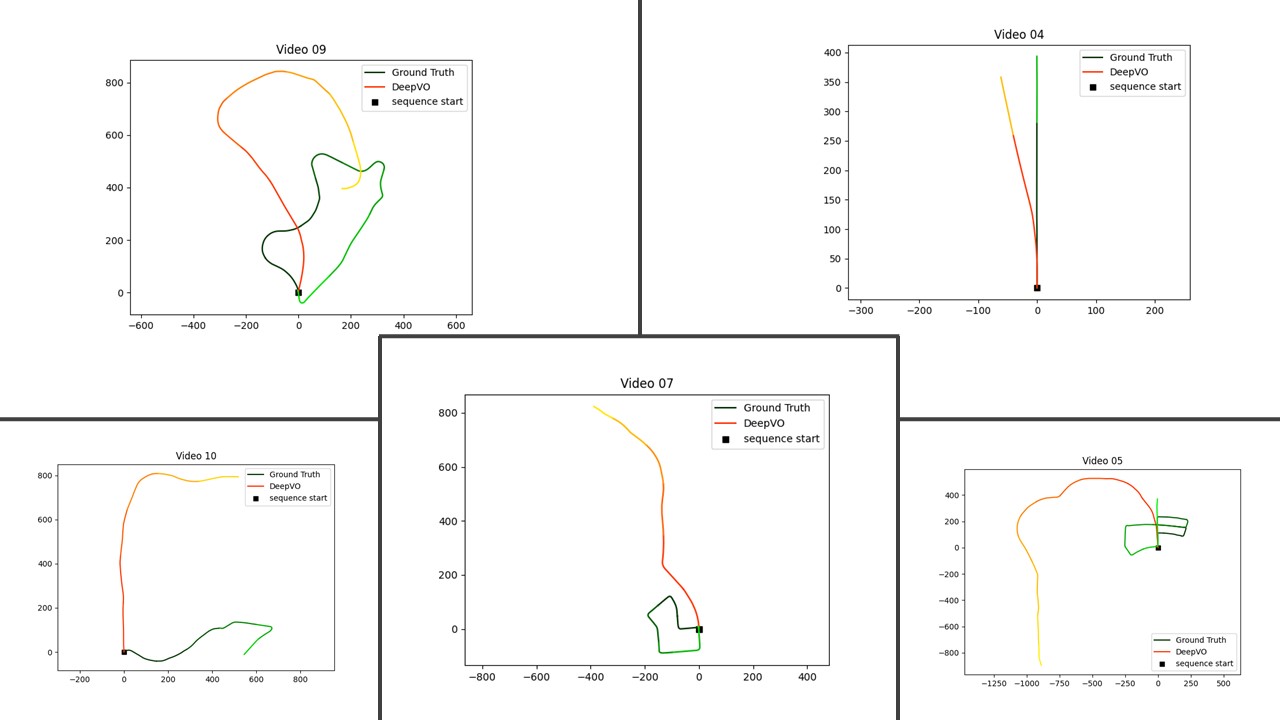 Video 09
Ground Truth
DeepVO
sequence start
800
600
400
200
0
−600 −400 −200 0 200 400 600
Video 04
Ground Truth
DeepVO
sequence start
400
350
300
250
200
150
100
50
0
−300 −200 −100 0 100 200
Video 10
Ground Truth
DeepVO
sequence start
800
600
400
200
0
−200 0 200 400 600 800
Video 07
Ground Truth
DeepVO
sequence start
800
600
400
200
0
−800 −600 −400 −200 0 200 400
Video 05
400
200
0
−200
−400
−600
−800
Ground Truth
DeepVO
sequence start
−1250 −1000 −750 −500 −250 0 250 500